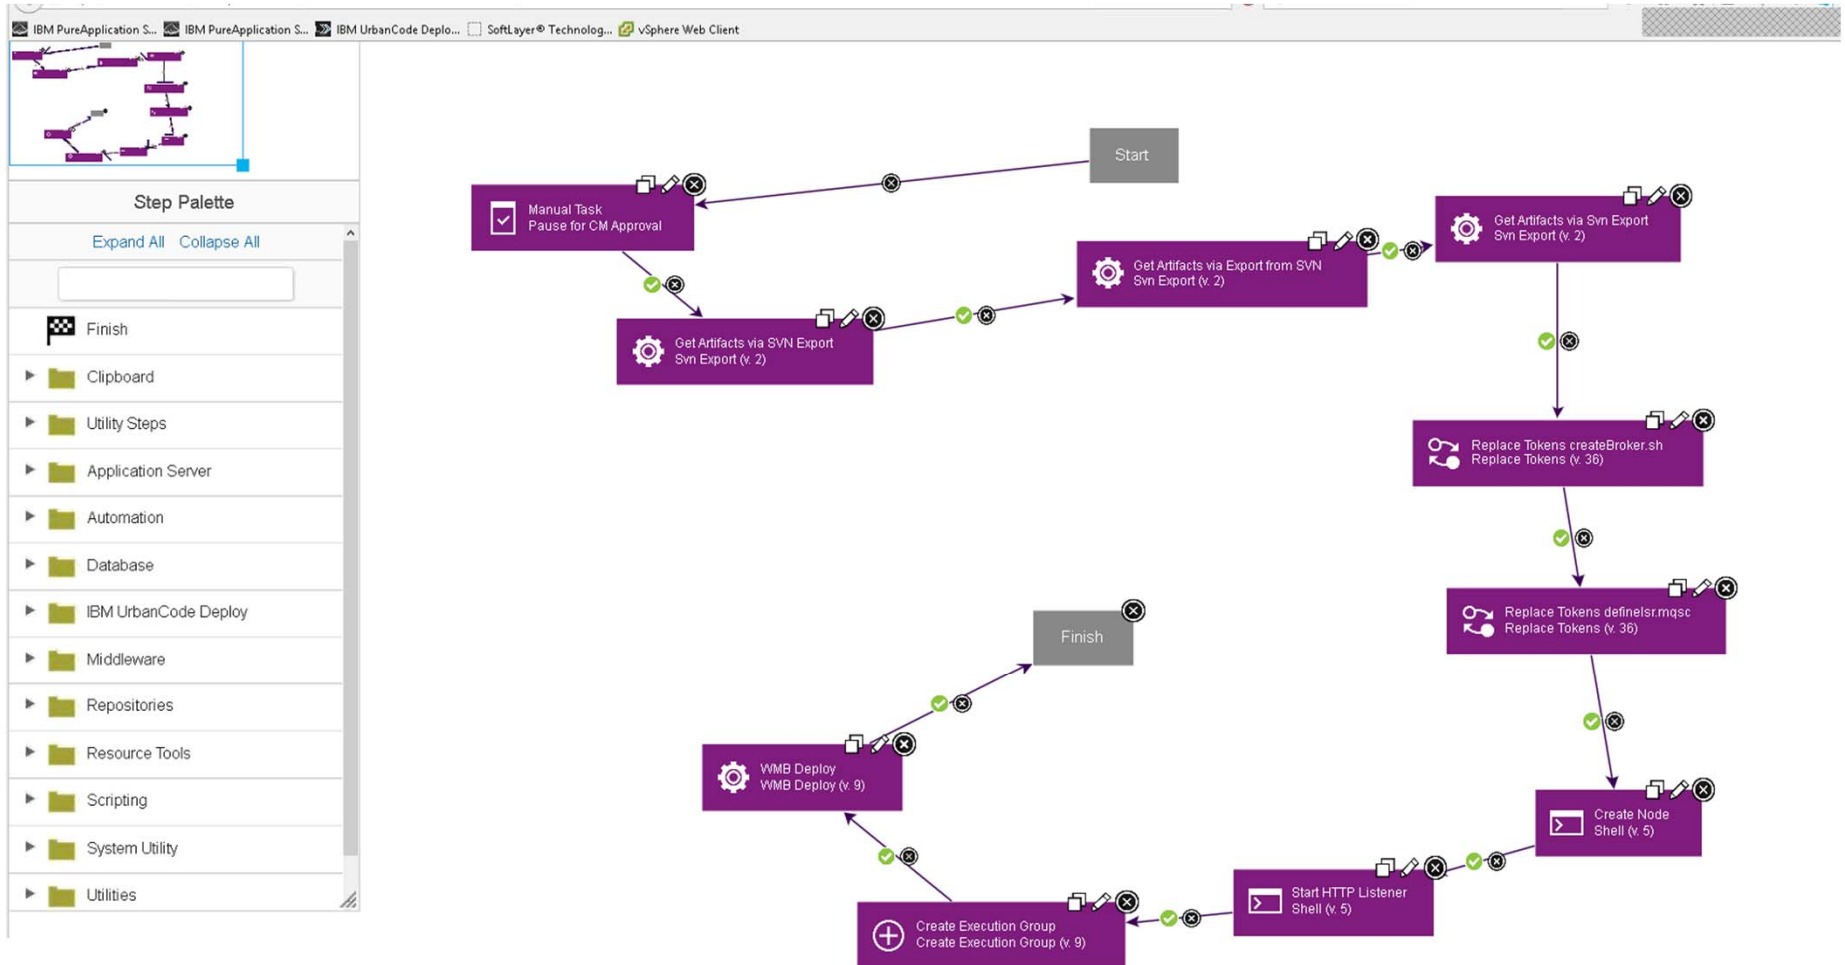 IBM PureApplication S... IBM PureApplication S... IBM UrbanCode Deplo... SoftLayer® Technolog... vSphere Web Client
Step Palette
Expand All Collapse All
Finish
Clipboard
Utility Steps
Application Server
Automation
Database
IBM UrbanCode Deploy
Middleware
Repositories
Resource Tools
Scripting
System Utility
Utilities
Start
Manual Task
Pause for CM Approval
Get Artifacts via SVN Export
Svn Export (v. 2)
Get Artifacts via Export from SVN
Svn Export (v. 2)
Get Artifacts via Svn Export
Svn Export (v. 2)
Replace Tokens createBroker.sh
Replace Tokens (v. 36)
Replace Tokens definelsr.mqsc
Replace Tokens (v. 36)
Create Node
Shell (v. 5)
Start HTTP Listener
Shell (v. 5)
Create Execution Group
Create Execution Group (v. 9)
WMB Deploy
WMB Deploy (v. 9)
Finish